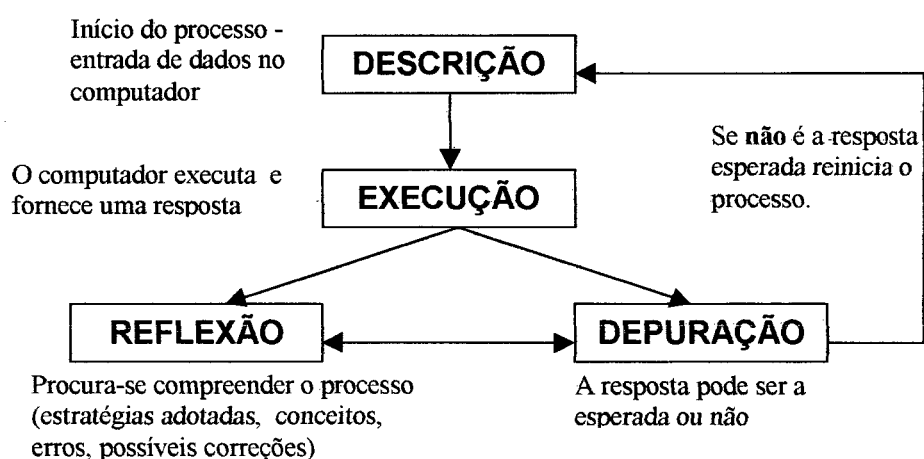 Início do processo -
entrada de dados no
computador
DESCRIÇÃO
Se não é a resposta
esperada reinicia o
processo.
O computador executa e
fornece uma resposta
EXECUÇÃO
REFLEXÃO
DEPURAÇÃO
Procura-se compreender o processo
(estratégias adotadas, conceitos,
erros, possíveis correções)
A resposta pode ser a
esperada ou não